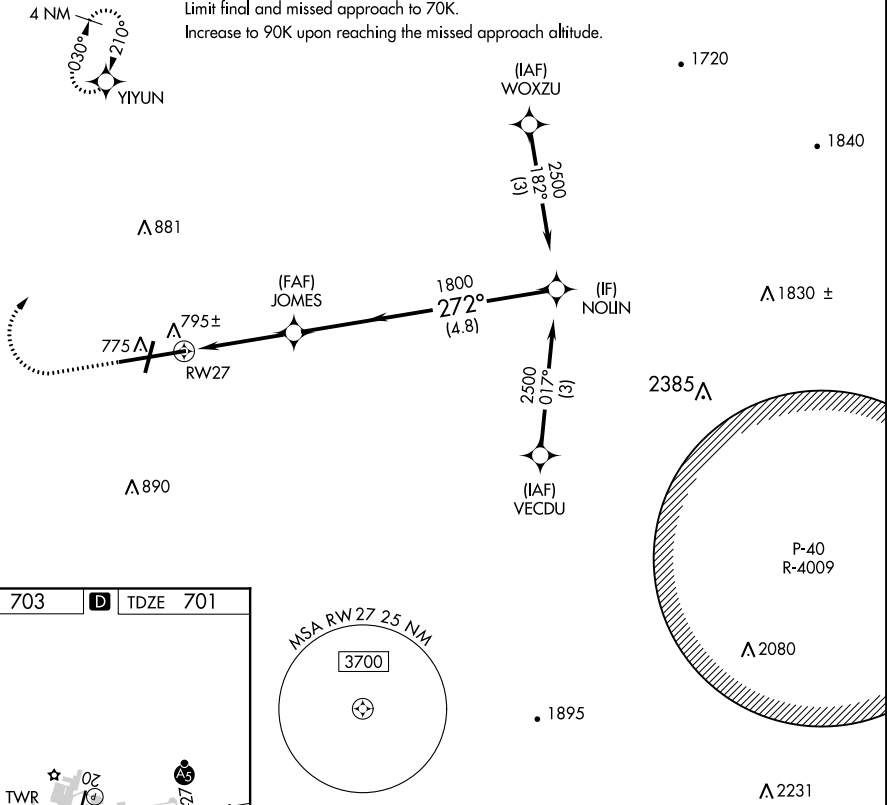 Limit final and missed approach to 70K.
Increase to 90K upon reaching the missed approach altitude.
4 NM
030°
210°
YIYUN
(IAF)
WOXZU
1720
1840
2500
182°
(3)
881
(FAF)
JOMES
1800
272°
(4.8)
(IF)
NOLIN
1830 ±
795±
775
RW27
2385
2500
017°
(3)
890
(IAF)
VECDU
P-40
R-4009
703
D
TDZE 701
MSA RW27 25 NM
3700
2080
1895
TWR
20
P
A5
27
2231